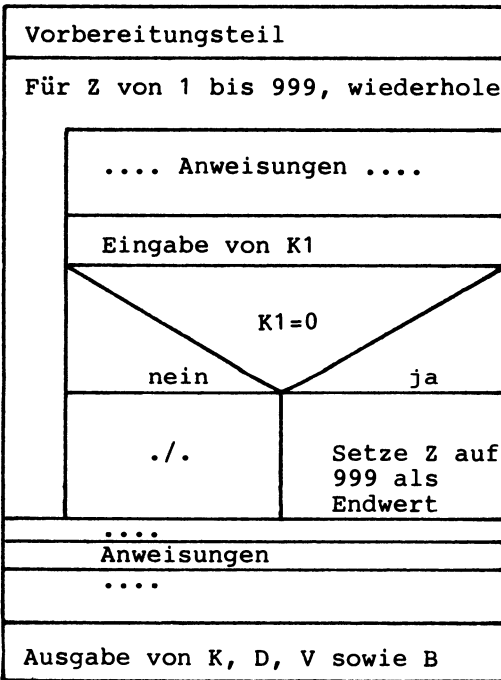 Vorbereitungsteil
Für Z von 1 bis 999, wiederhole
.... Anweisungen ....
Eingabe von K1
K1=0
nein
ja
./.
Setze Z auf
999 als
Endwert
....
Anweisungen
....
Ausgabe von K, D, V sowie B